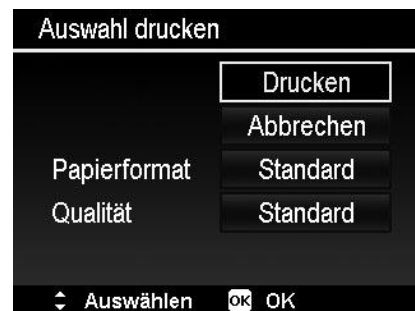 Auswahl drucken
Drucken
Abbrechen
Papierformat Standard
Qualität Standard
Auswählen OK OK